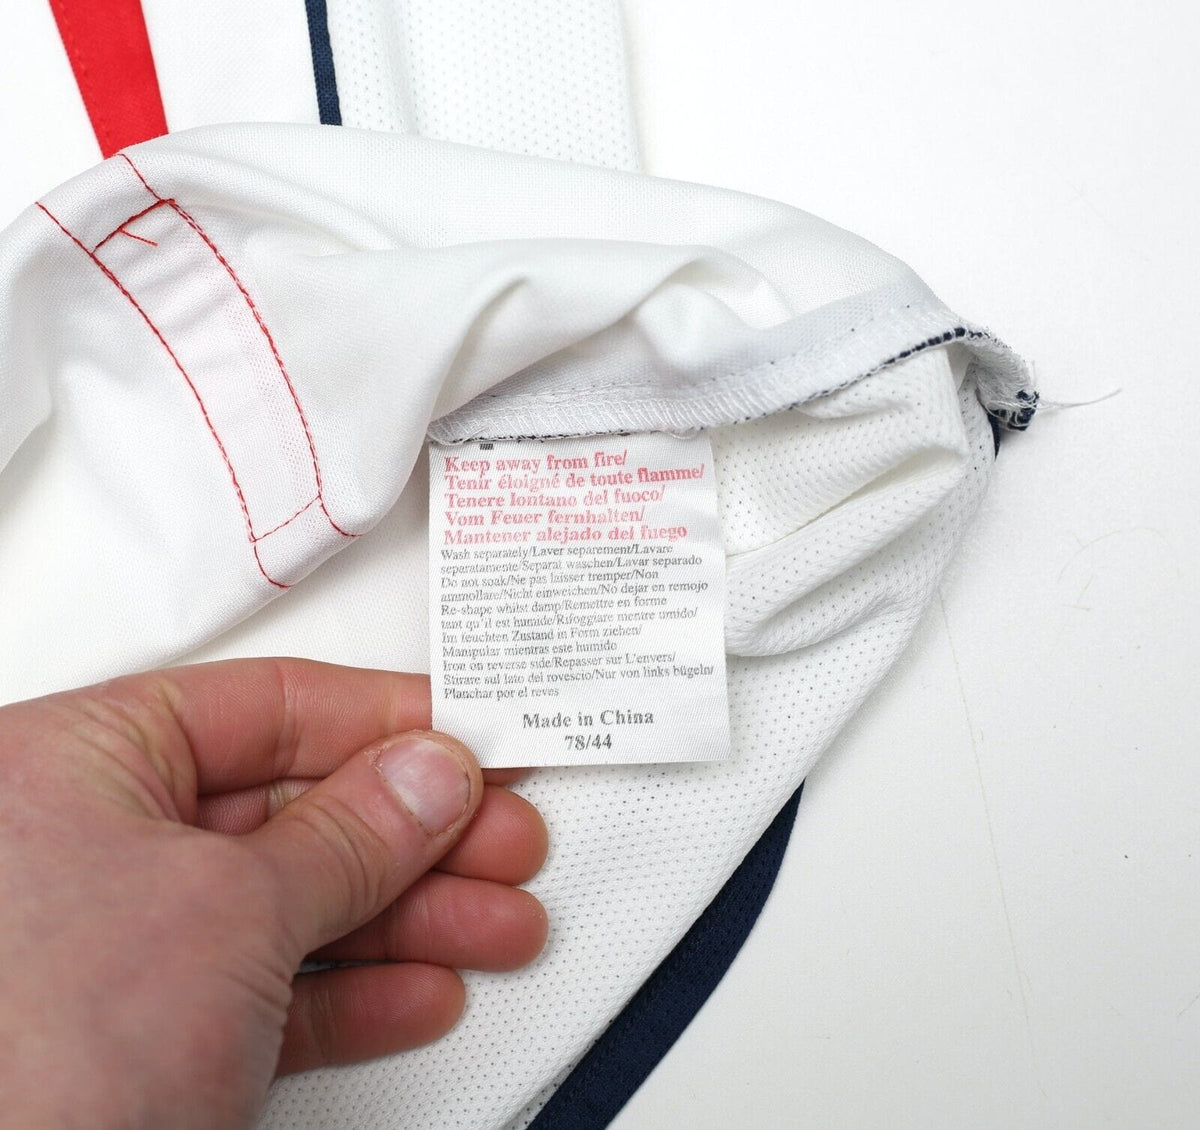 Keep away from fire/
Tenir éloigné de toute flamme/
Tenere lontano del fuoco/
Vom Feuer fernhalten/
Mantener alejado del fuego
Wash separately/Laver separement/Lavare
separatamente/Separat waschen/Lavar separado
Do not soak/Ne pas laisser tremper/Non
ammollare/Nicht einweichen/No dejar en remojo
Re-shape whilst damp/Remettre en forme
tant qu'il est humide/Rifoggiare mentre umido/
Im feuchten Zustand in Form ziehen/
Manipular mientras este humido
Iron on reverse side/Repasser sur L'envers/
Stirare sul lato del rovescio/Nur von links bügeln/
Planchar por el reves
Made in China
78/44